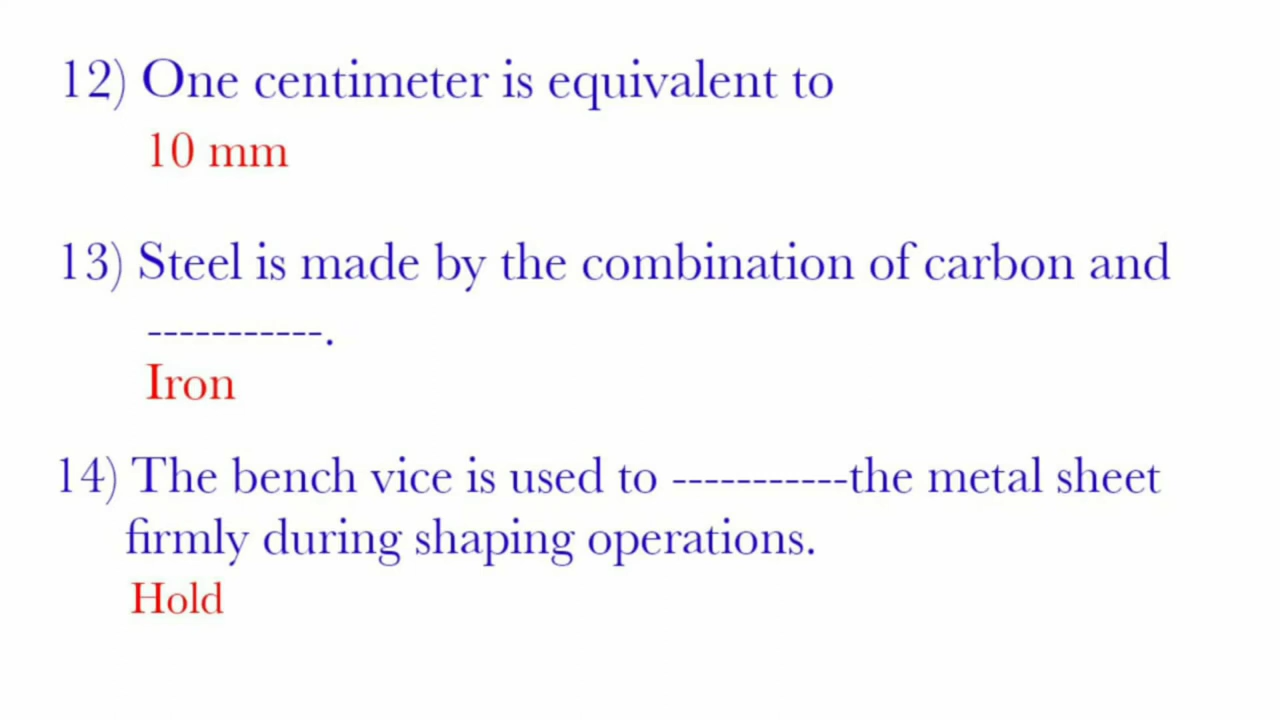 12) One centimeter is equivalent to
10 mm
13) Steel is made by the combination of carbon and
-----------.
Iron
14) The bench vice is used to -----------the metal sheet
firmly during shaping operations.
Hold